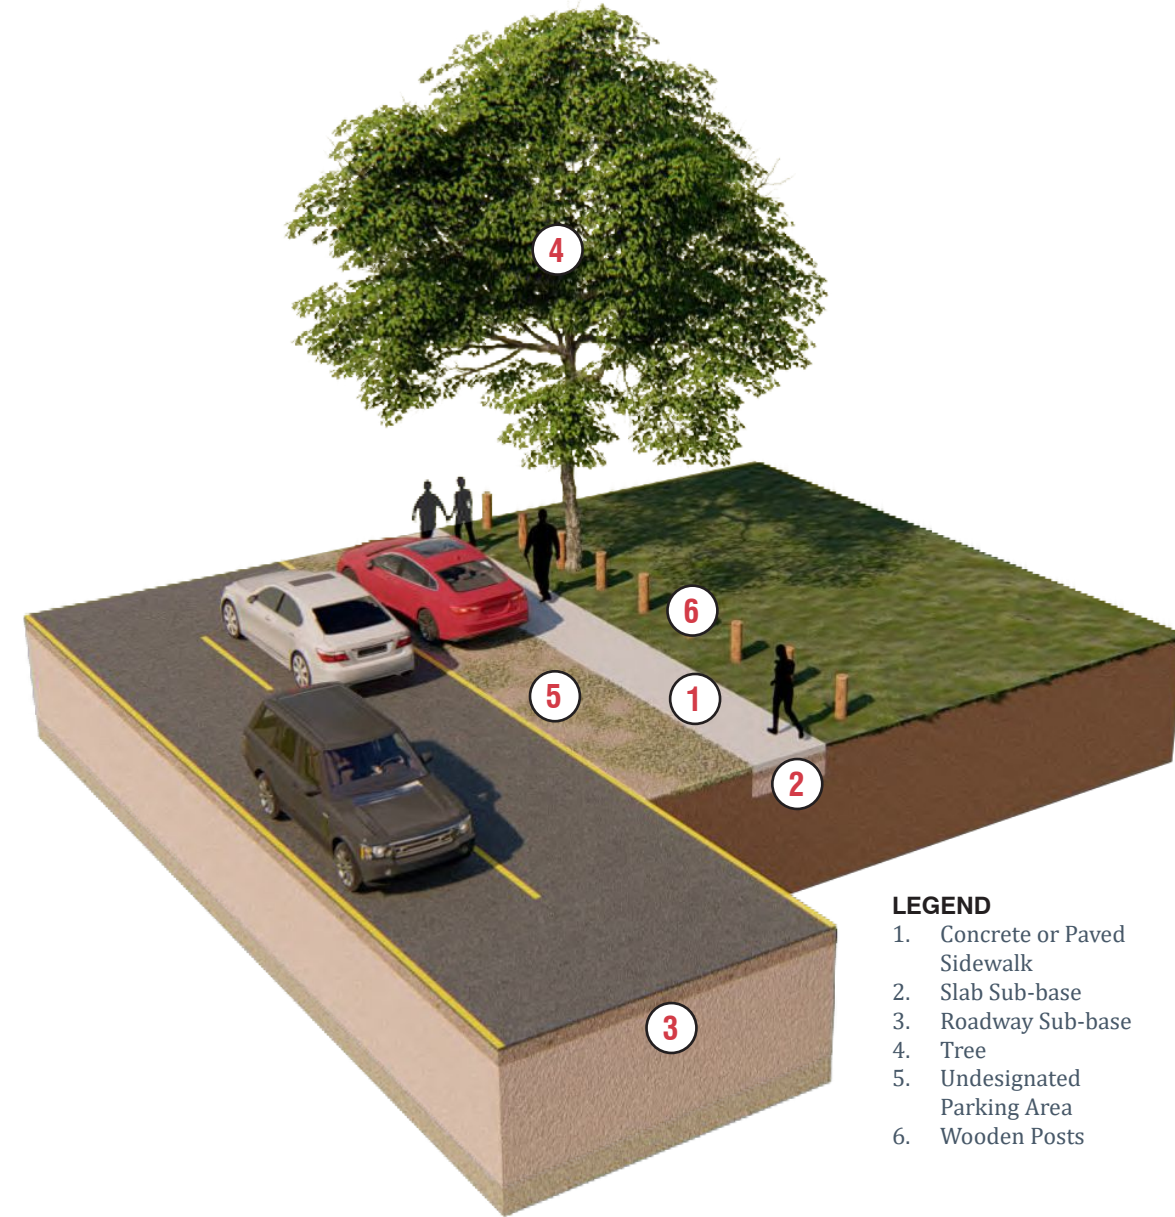 4
6
5
1
2
3
LEGEND
1. Concrete or Paved
Sidewalk
2. Slab Sub-base
3. Roadway Sub-base
4. Tree
5. Undesignated
Parking Area
6. Wooden Posts